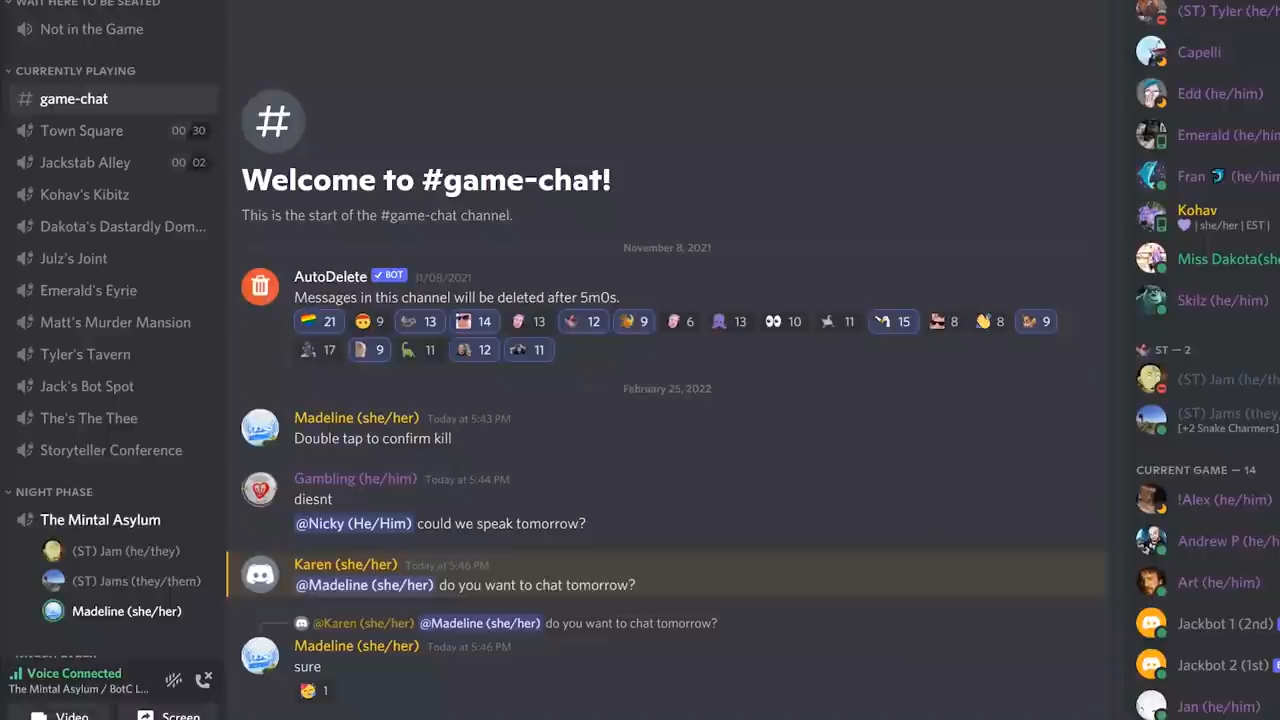 WAIT HERE TO BE SEATED
Not in the Game
CURRENTLY PLAYING
game-chat
Town Square 00 30
Jackstab Alley 00 02
Kohav's Kibitz
Dakota's Dastardly Dom...
Julz's Joint
Emerald's Eyrie
Matt's Murder Mansion
Tyler's Tavern
Jack's Bot Spot
The's The Thee
Storyteller Conference
NIGHT PHASE
The Mintal Asylum
(ST) Jam (he/they)
(ST) Jams (they/them)
Madeline (she/her)
WATCH PARTY
Voice Connected
The Mintal Asylum / BotC L...
Video
Screen
#
Welcome to #game-chat!
This is the start of the #game-chat channel.
November 8, 2021
AutoDelete ✓ BOT 11/08/2021
Messages in this channel will be deleted after 5m0s.
21 9 13 14 13 12 9 6 13 10 11 15 8 8 9
17 9 11 12 11
February 25, 2022
Madeline (she/her) Today at 5:43 PM
Double tap to confirm kill
Gambling (he/him) Today at 5:44 PM
diesnt
@Nicky (He/Him) could we speak tomorrow?
Karen (she/her) Today at 5:46 PM
@Madeline (she/her) do you want to chat tomorrow?
@Karen (she/her) @Madeline (she/her) do you want to chat tomorrow?
Madeline (she/her) Today at 5:46 PM
sure
1
(ST) Tyler (he/h
Capelli
Edd (he/him)
Emerald (he/him
Fran (he/him
Kohav
| she/her | EST |
Miss Dakota(she
Skilz (he/him)
ST — 2
(ST) Jam (he/th
(ST) Jams (they/
[+2 Snake Charmers]
CURRENT GAME — 14
!Alex (he/him)
Andrew P (he/h
Art (he/him)
Jackbot 1 (2nd)
Jackbot 2 (1st)
Jan (he/him)